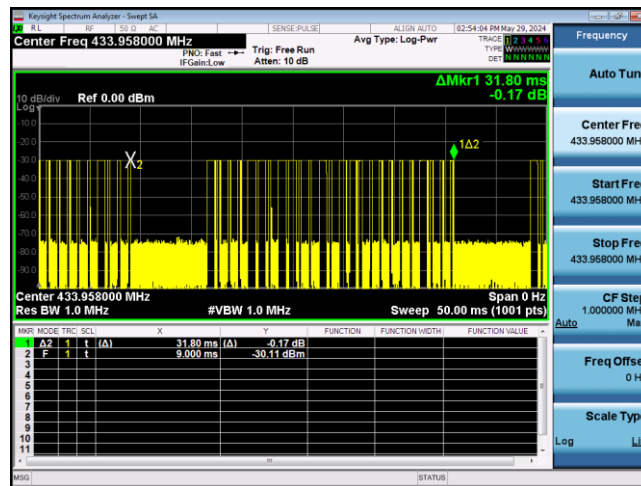 Keysight Spectrum Analyzer - Swept SA
RL RF 50 Ω AC SENSE:PULSE ALIGN AUTO 02:54:04 PM May 29, 2024
Center Freq 433.958000 MHz
PNO: Fast
IFGain:Low
Trig: Free Run
Atten: 10 dB
Avg Type: Log-Pwr
TRACE 1 2 3 4 5 6
TYPE W
DET N N N N N N
ΔMkr1 31.80 ms
-0.17 dB
10 dB/div Ref 0.00 dBm
Log
-10.0
-20.0
-30.0
-40.0
-50.0
-60.0
-70.0
-80.0
-90.0
X2
1Δ2
Center 433.958000 MHz Span 0 Hz
Res BW 1.0 MHz #VBW 1.0 MHz Sweep 50.00 ms (1001 pts)
MKR MODE TRC SCL X Y FUNCTION FUNCTION WIDTH FUNCTION VALUE
1 Δ2 1 t (Δ) 31.80 ms (Δ) -0.17 dB
2 F 1 t 9.000 ms -30.11 dBm
3
4
5
6
7
8
9
10
11
MSG STATUS
Frequency
Auto Tun
Center Fre
433.958000 MH
Start Fre
433.958000 MH
Stop Fre
433.958000 MH
CF Step
1.000000 MH
Auto Ma
Freq Offse
0 H
Scale Typ
Log Li